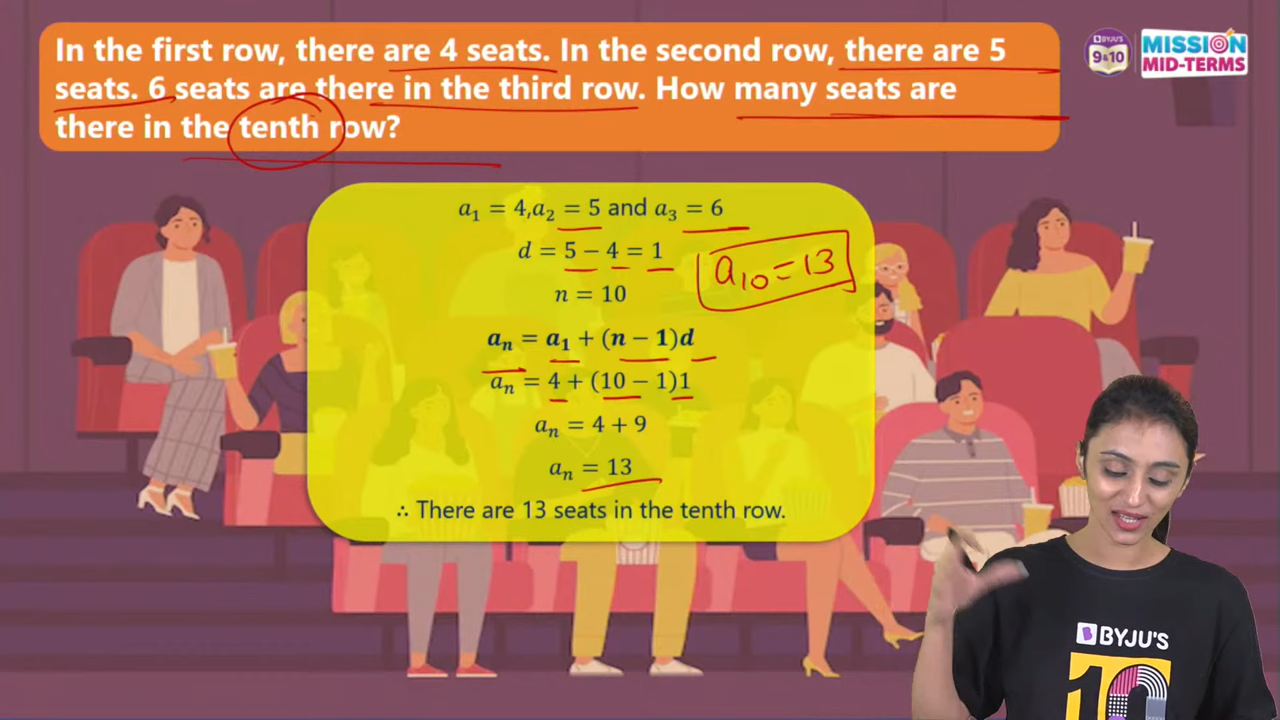 In the first row, there are 4 seats. In the second row, there are 5
seats. 6 seats are there in the third row. How many seats are
there in the tenth row?
BYJU'S
9&10
MISSION
MID-TERMS
a₁ = 4,a₂ = 5 and a₃ = 6
d = 5 − 4 = 1
a₁₀ = 13
n = 10
aₙ = a₁ + (n − 1)d
aₙ = 4 + (10 − 1)1
aₙ = 4 + 9
aₙ = 13
∴ There are 13 seats in the tenth row.
BYJU'S
10